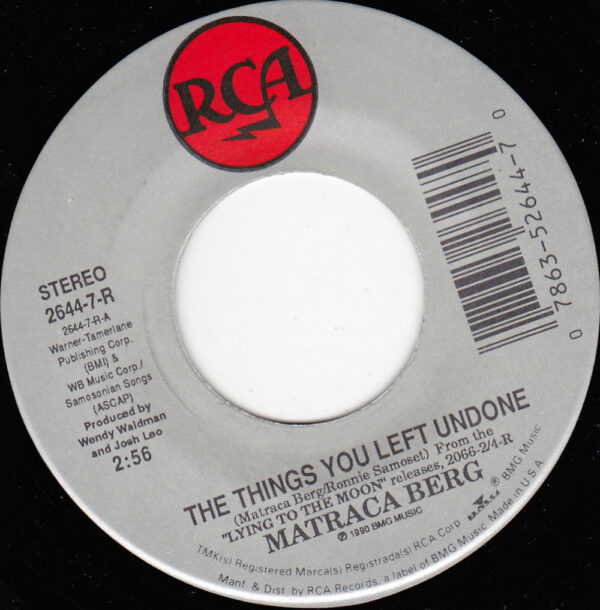 RCA
0 7863-52644-7 0
STEREO
2644-7-R
2644-7-R-A
Warner-Tamerlane
Publishing Corp.
(BMI) &
WB Music Corp./
Samosonian Songs
(ASCAP)
Produced by
Wendy Waldman
and Josh Leo
2:56
THE THINGS YOU LEFT UNDONE
(Matraca Berg/Ronnie Samoset) From the
"LYING TO THE MOON" releases, 2066-2/4-R
MATRACA BERG
℗ 1990 BMG MUSIC
TMK(s) Registered Marca(s) Registrada(s) RCA Corp. BMG ® BMG Music
Manf. & Dist. by RCA Records, a label of BMG Music. Made in U.S.A.